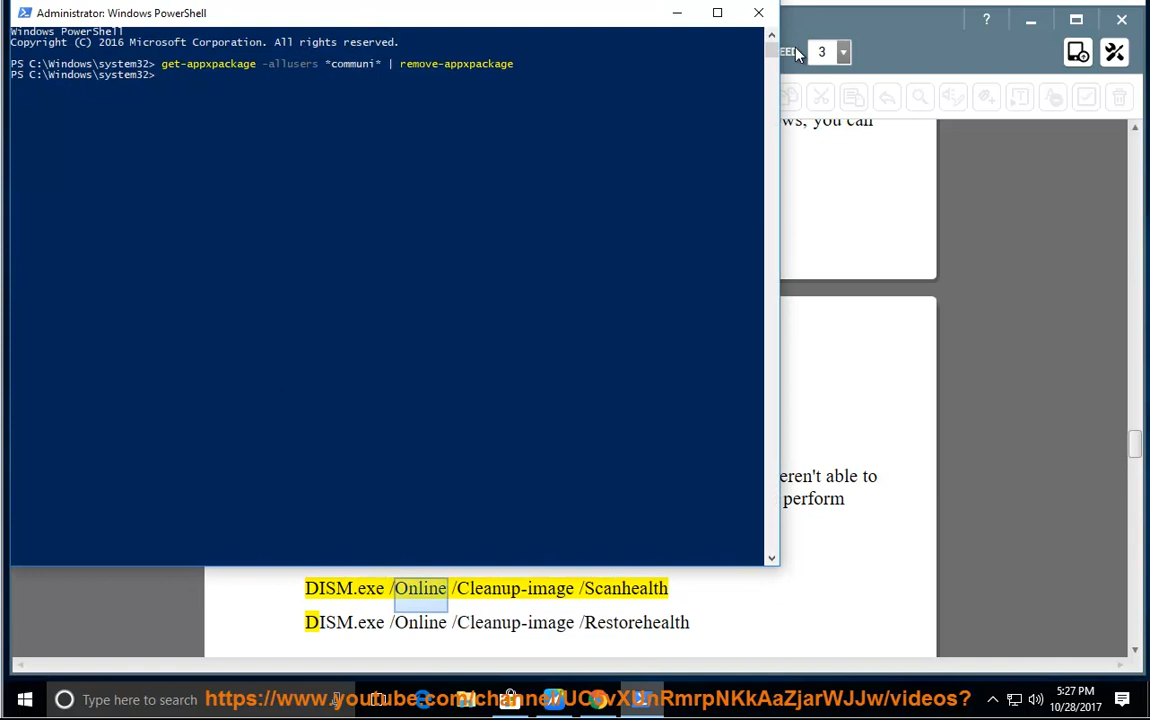 Administrator: Windows PowerShell
Windows PowerShell
Copyright (C) 2016 Microsoft Corporation. All rights reserved.
PS C:\Windows\system32> get-appxpackage -allusers *communi* | remove-appxpackage
PS C:\Windows\system32>
3
?
ws, you can
eren't able to
perform
DISM.exe /Online /Cleanup-image /Scanhealth
DISM.exe /Online /Cleanup-image /Restorehealth
Type here to search
5:27 PM
10/28/2017